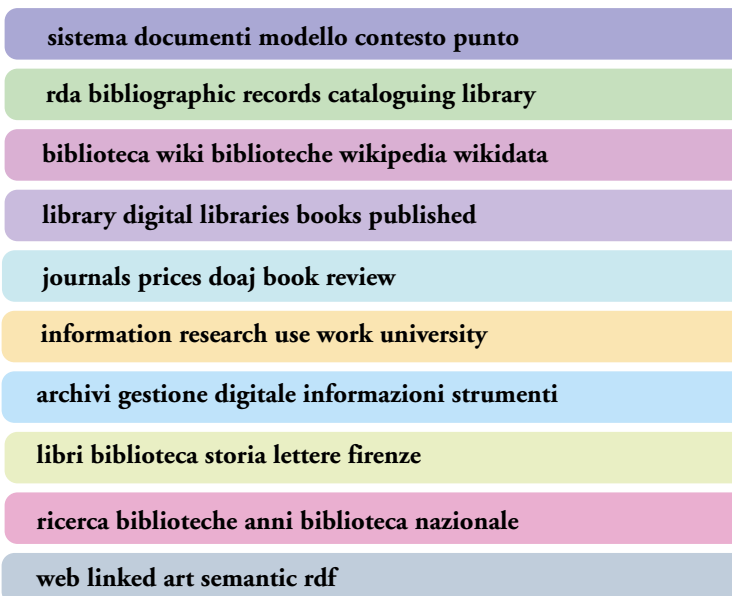 sistema documenti modello contesto punto
rda bibliographic records cataloguing library
biblioteca wiki biblioteche wikipedia wikidata
library digital libraries books published
journals prices doaj book review
information research use work university
archivi gestione digitale informazioni strumenti
libri biblioteca storia lettere firenze
ricerca biblioteche anni biblioteca nazionale
web linked art semantic rdf